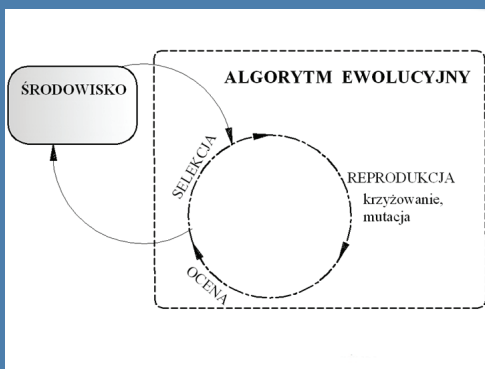 ALGORYTM EWOLUCYJNY
ŚRODOWISKO
SELEKCJA
REPRODUKCJA
krzyżowanie,
mutacja
OCENA